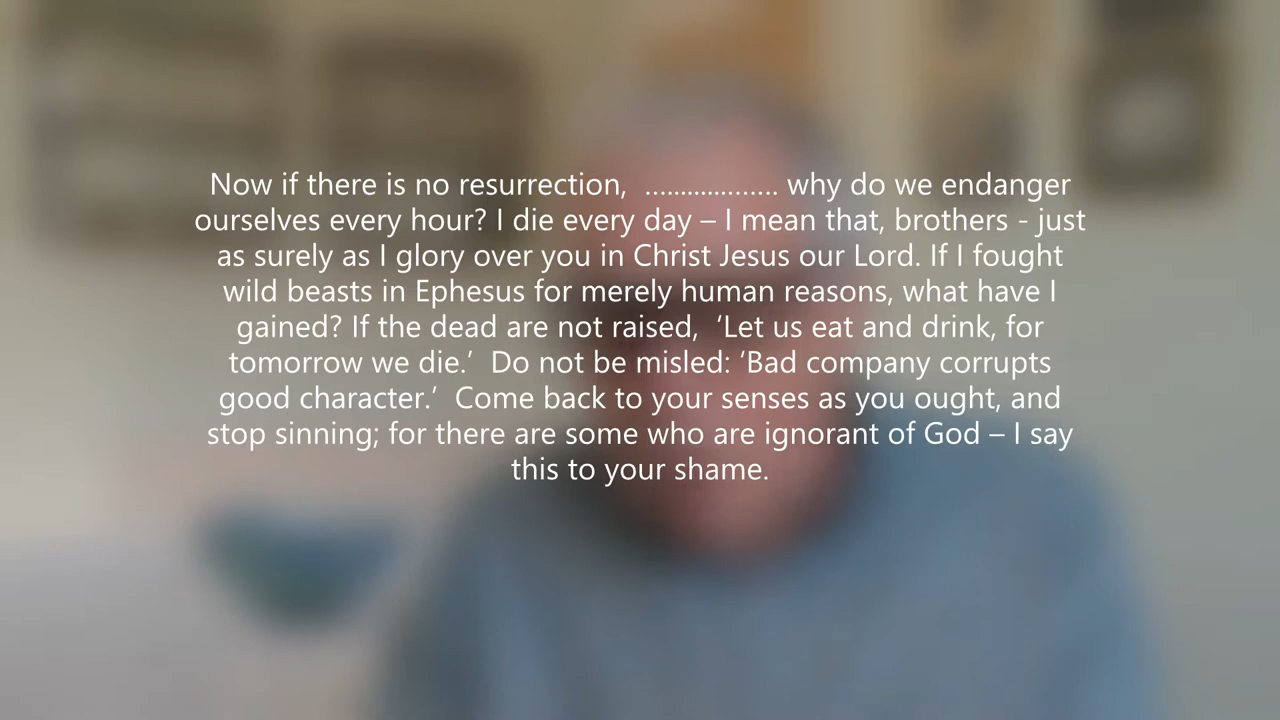 Now if there is no resurrection,  ................... why do we endanger
ourselves every hour? I die every day – I mean that, brothers - just
as surely as I glory over you in Christ Jesus our Lord. If I fought
wild beasts in Ephesus for merely human reasons, what have I
gained? If the dead are not raised,  ‘Let us eat and drink, for
tomorrow we die.’  Do not be misled: ‘Bad company corrupts
good character.’  Come back to your senses as you ought, and
stop sinning; for there are some who are ignorant of God – I say
this to your shame.